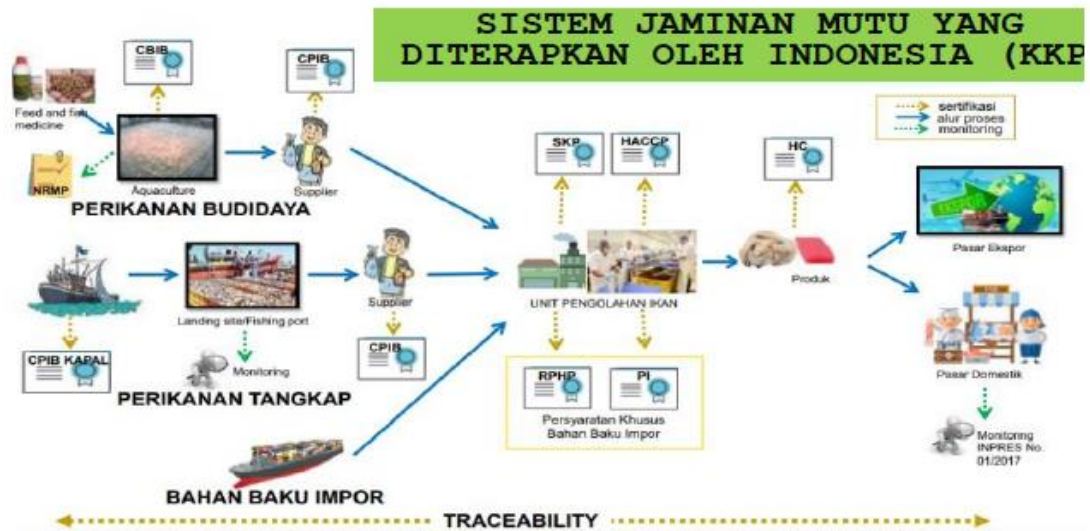 SISTEM JAMINAN MUTU YANG
DITERAPKAN OLEH INDONESIA (KKP
CBIB
CPIB
Feed and fish
medicine
NRMP
Aquaculture
Supplier
PERIKANAN BUDIDAYA
sertifikasi
alur proses
monitoring
SKP
HACCP
HC
Landing site/Fishing port
Supplier
UNIT PENGOLAHAN IKAN
Produk
Pasar Ekspor
EKSPOR
CPIB KAPAL
Monitoring
CPIB
PERIKANAN TANGKAP
RPHP
PI
Persyaratan Khusus
Bahan Baku Impor
Pasar Domestik
Monitoring
INPRES No.
01/2017
BAHAN BAKU IMPOR
TRACEABILITY